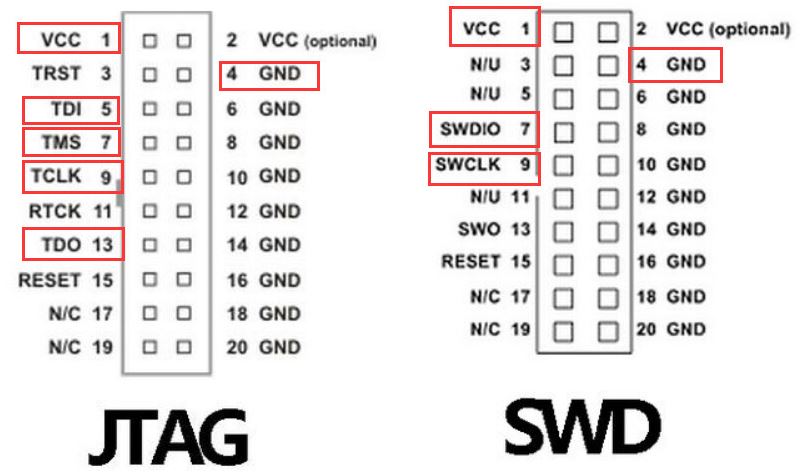 VCC 1 2 VCC (optional)
TRST 3 4 GND
TDI 5 6 GND
TMS 7 8 GND
TCLK 9 10 GND
RTCK 11 12 GND
TDO 13 14 GND
RESET 15 16 GND
N/C 17 18 GND
N/C 19 20 GND
JTAG
VCC 1 2 VCC (optional)
N/U 3 4 GND
N/U 5 6 GND
SWDIO 7 8 GND
SWCLK 9 10 GND
N/U 11 12 GND
SWO 13 14 GND
RESET 15 16 GND
N/C 17 18 GND
N/C 19 20 GND
SWD